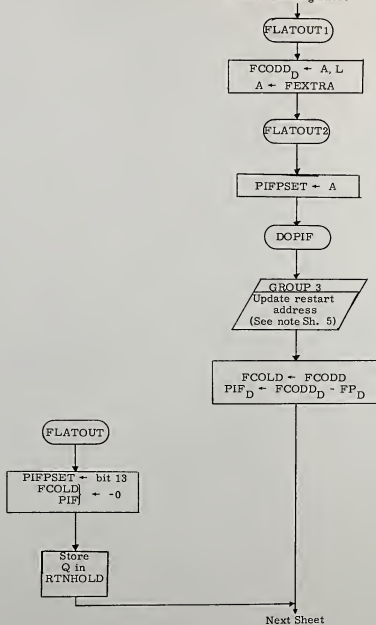 FLATOUT1
FCODD_D ← A, L
A ← FEXTRA
FLATOUT2
PIFPSET ← A
DOPIF
GROUP 3
Update restart
address
(See note Sh. 5)
FCOLD ← FCODD
PIF_D ← FCODD_D - FP_D
FLATOUT
PIFPSET ← bit 13
FCOLD
PIF} ← -0
Store
Q in
RTNHOLD
Next Sheet